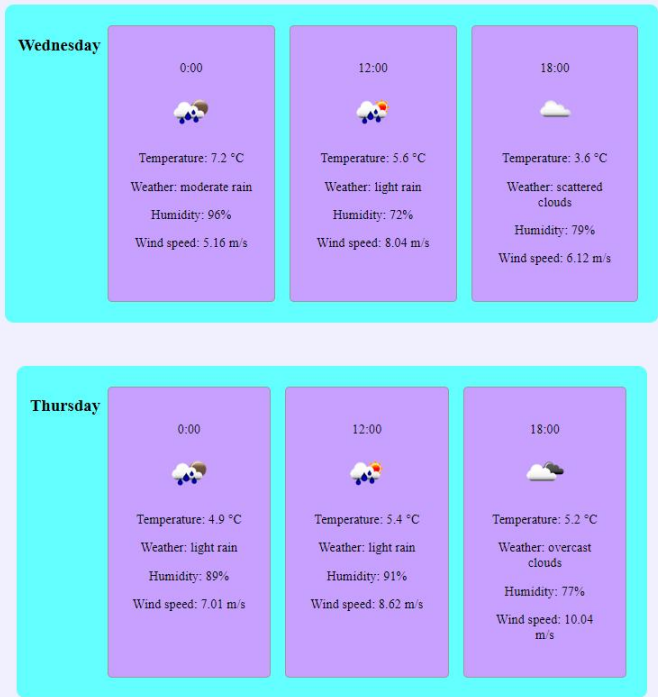 Wednesday
0:00
Temperature: 7.2 °C
Weather: moderate rain
Humidity: 96%
Wind speed: 5.16 m/s
12:00
Temperature: 5.6 °C
Weather: light rain
Humidity: 72%
Wind speed: 8.04 m/s
18:00
Temperature: 3.6 °C
Weather: scattered
clouds
Humidity: 79%
Wind speed: 6.12 m/s
Thursday
0:00
Temperature: 4.9 °C
Weather: light rain
Humidity: 89%
Wind speed: 7.01 m/s
12:00
Temperature: 5.4 °C
Weather: light rain
Humidity: 91%
Wind speed: 8.62 m/s
18:00
Temperature: 5.2 °C
Weather: overcast
clouds
Humidity: 77%
Wind speed: 10.04
m/s